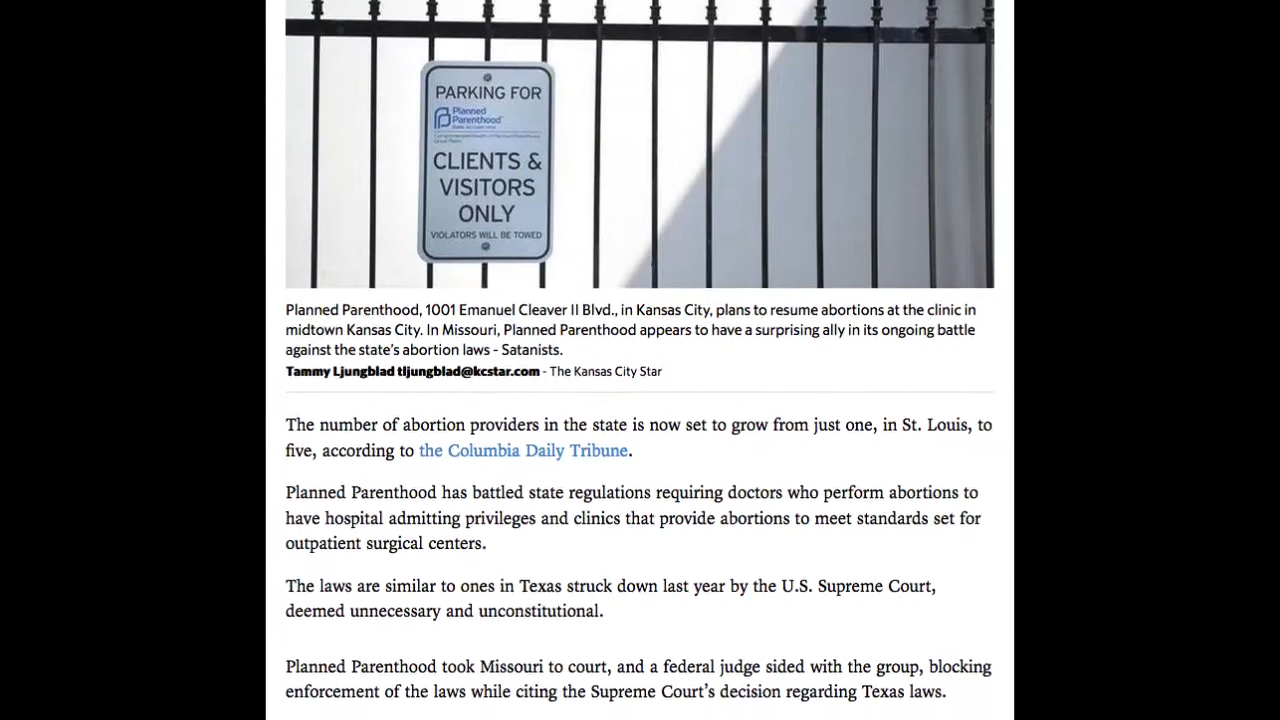 PARKING FOR
Planned
Parenthood
CLIENTS &
VISITORS
ONLY
VIOLATORS WILL BE TOWED
Planned Parenthood, 1001 Emanuel Cleaver II Blvd., in Kansas City, plans to resume abortions at the clinic in
midtown Kansas City. In Missouri, Planned Parenthood appears to have a surprising ally in its ongoing battle
against the state's abortion laws - Satanists.
Tammy Ljungblad tljungblad@kcstar.com - The Kansas City Star
The number of abortion providers in the state is now set to grow from just one, in St. Louis, to
five, according to the Columbia Daily Tribune.
Planned Parenthood has battled state regulations requiring doctors who perform abortions to
have hospital admitting privileges and clinics that provide abortions to meet standards set for
outpatient surgical centers.
The laws are similar to ones in Texas struck down last year by the U.S. Supreme Court,
deemed unnecessary and unconstitutional.
Planned Parenthood took Missouri to court, and a federal judge sided with the group, blocking
enforcement of the laws while citing the Supreme Court's decision regarding Texas laws.